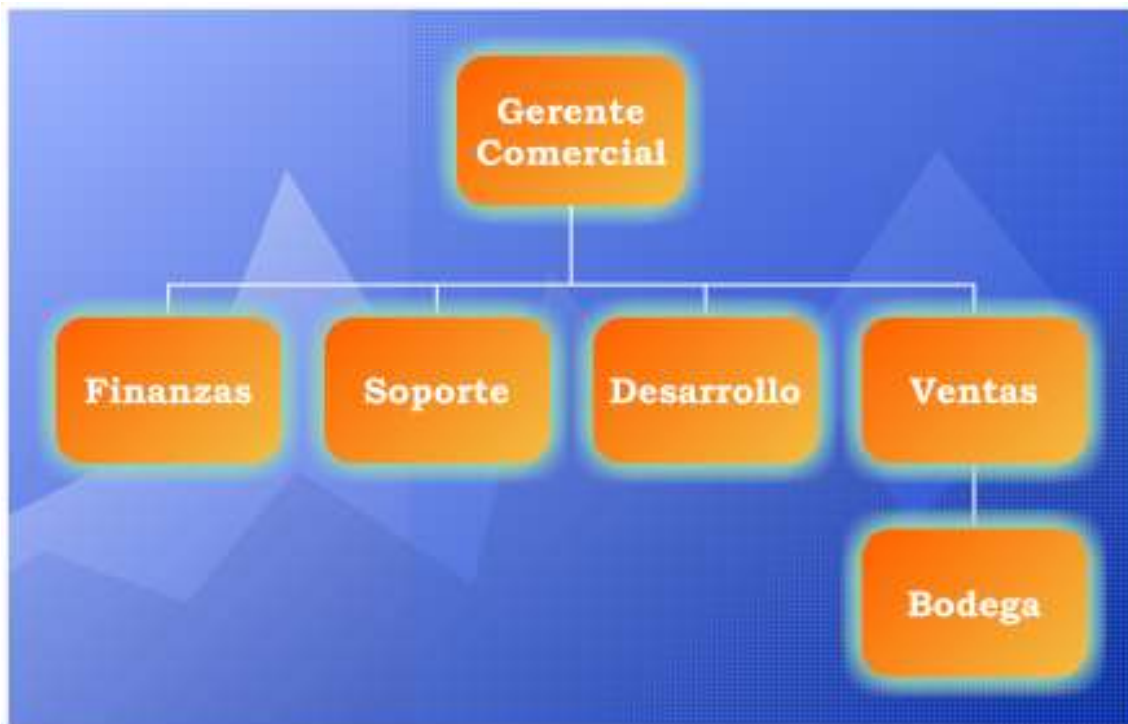 Gerente
Comercial
Finanzas
Soporte
Desarrollo
Ventas
Bodega